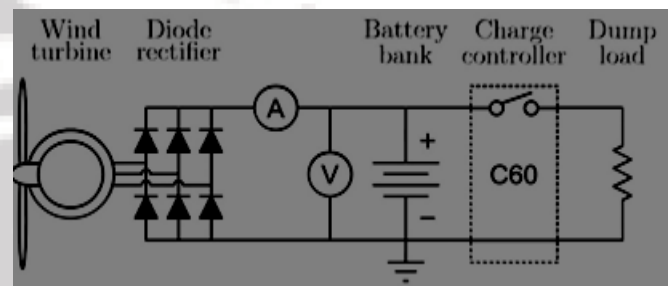 Wind turbine
Diode rectifier
Battery bank
Charge controller
Dump load
A
V
+
C60
−